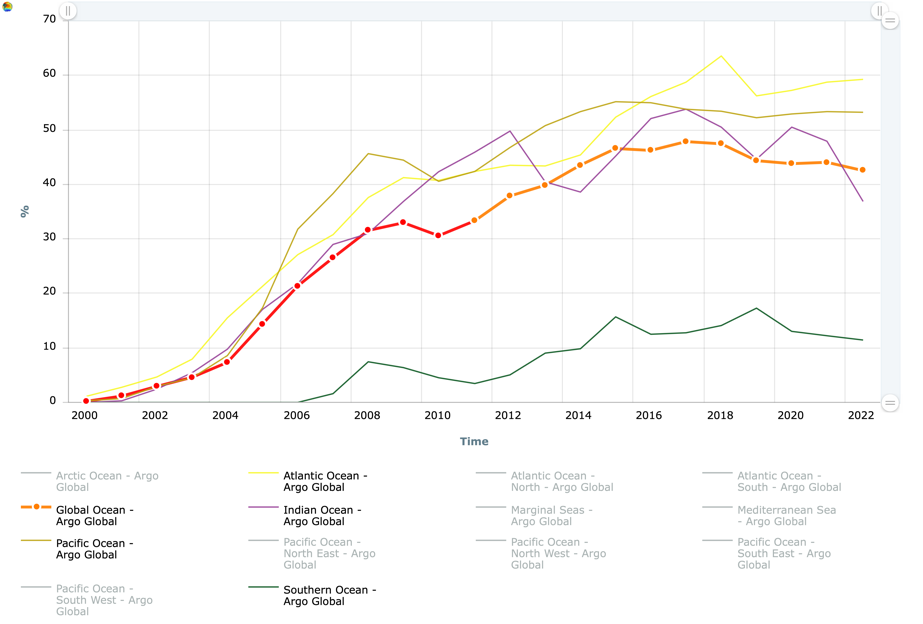 70
60
50
40
30
20
10
0
%
2000 2002 2004 2006 2008 2010 2012 2014 2016 2018 2020 2022
Time
Arctic Ocean - Argo
Global
Atlantic Ocean -
Argo Global
Atlantic Ocean -
North - Argo Global
Atlantic Ocean -
South - Argo Global
Global Ocean -
Argo Global
Indian Ocean -
Argo Global
Marginal Seas -
Argo Global
Mediterranean Sea
- Argo Global
Pacific Ocean -
Argo Global
Pacific Ocean -
North East - Argo
Global
Pacific Ocean -
North West - Argo
Global
Pacific Ocean -
South East - Argo
Global
Pacific Ocean -
South West - Argo
Global
Southern Ocean -
Argo Global